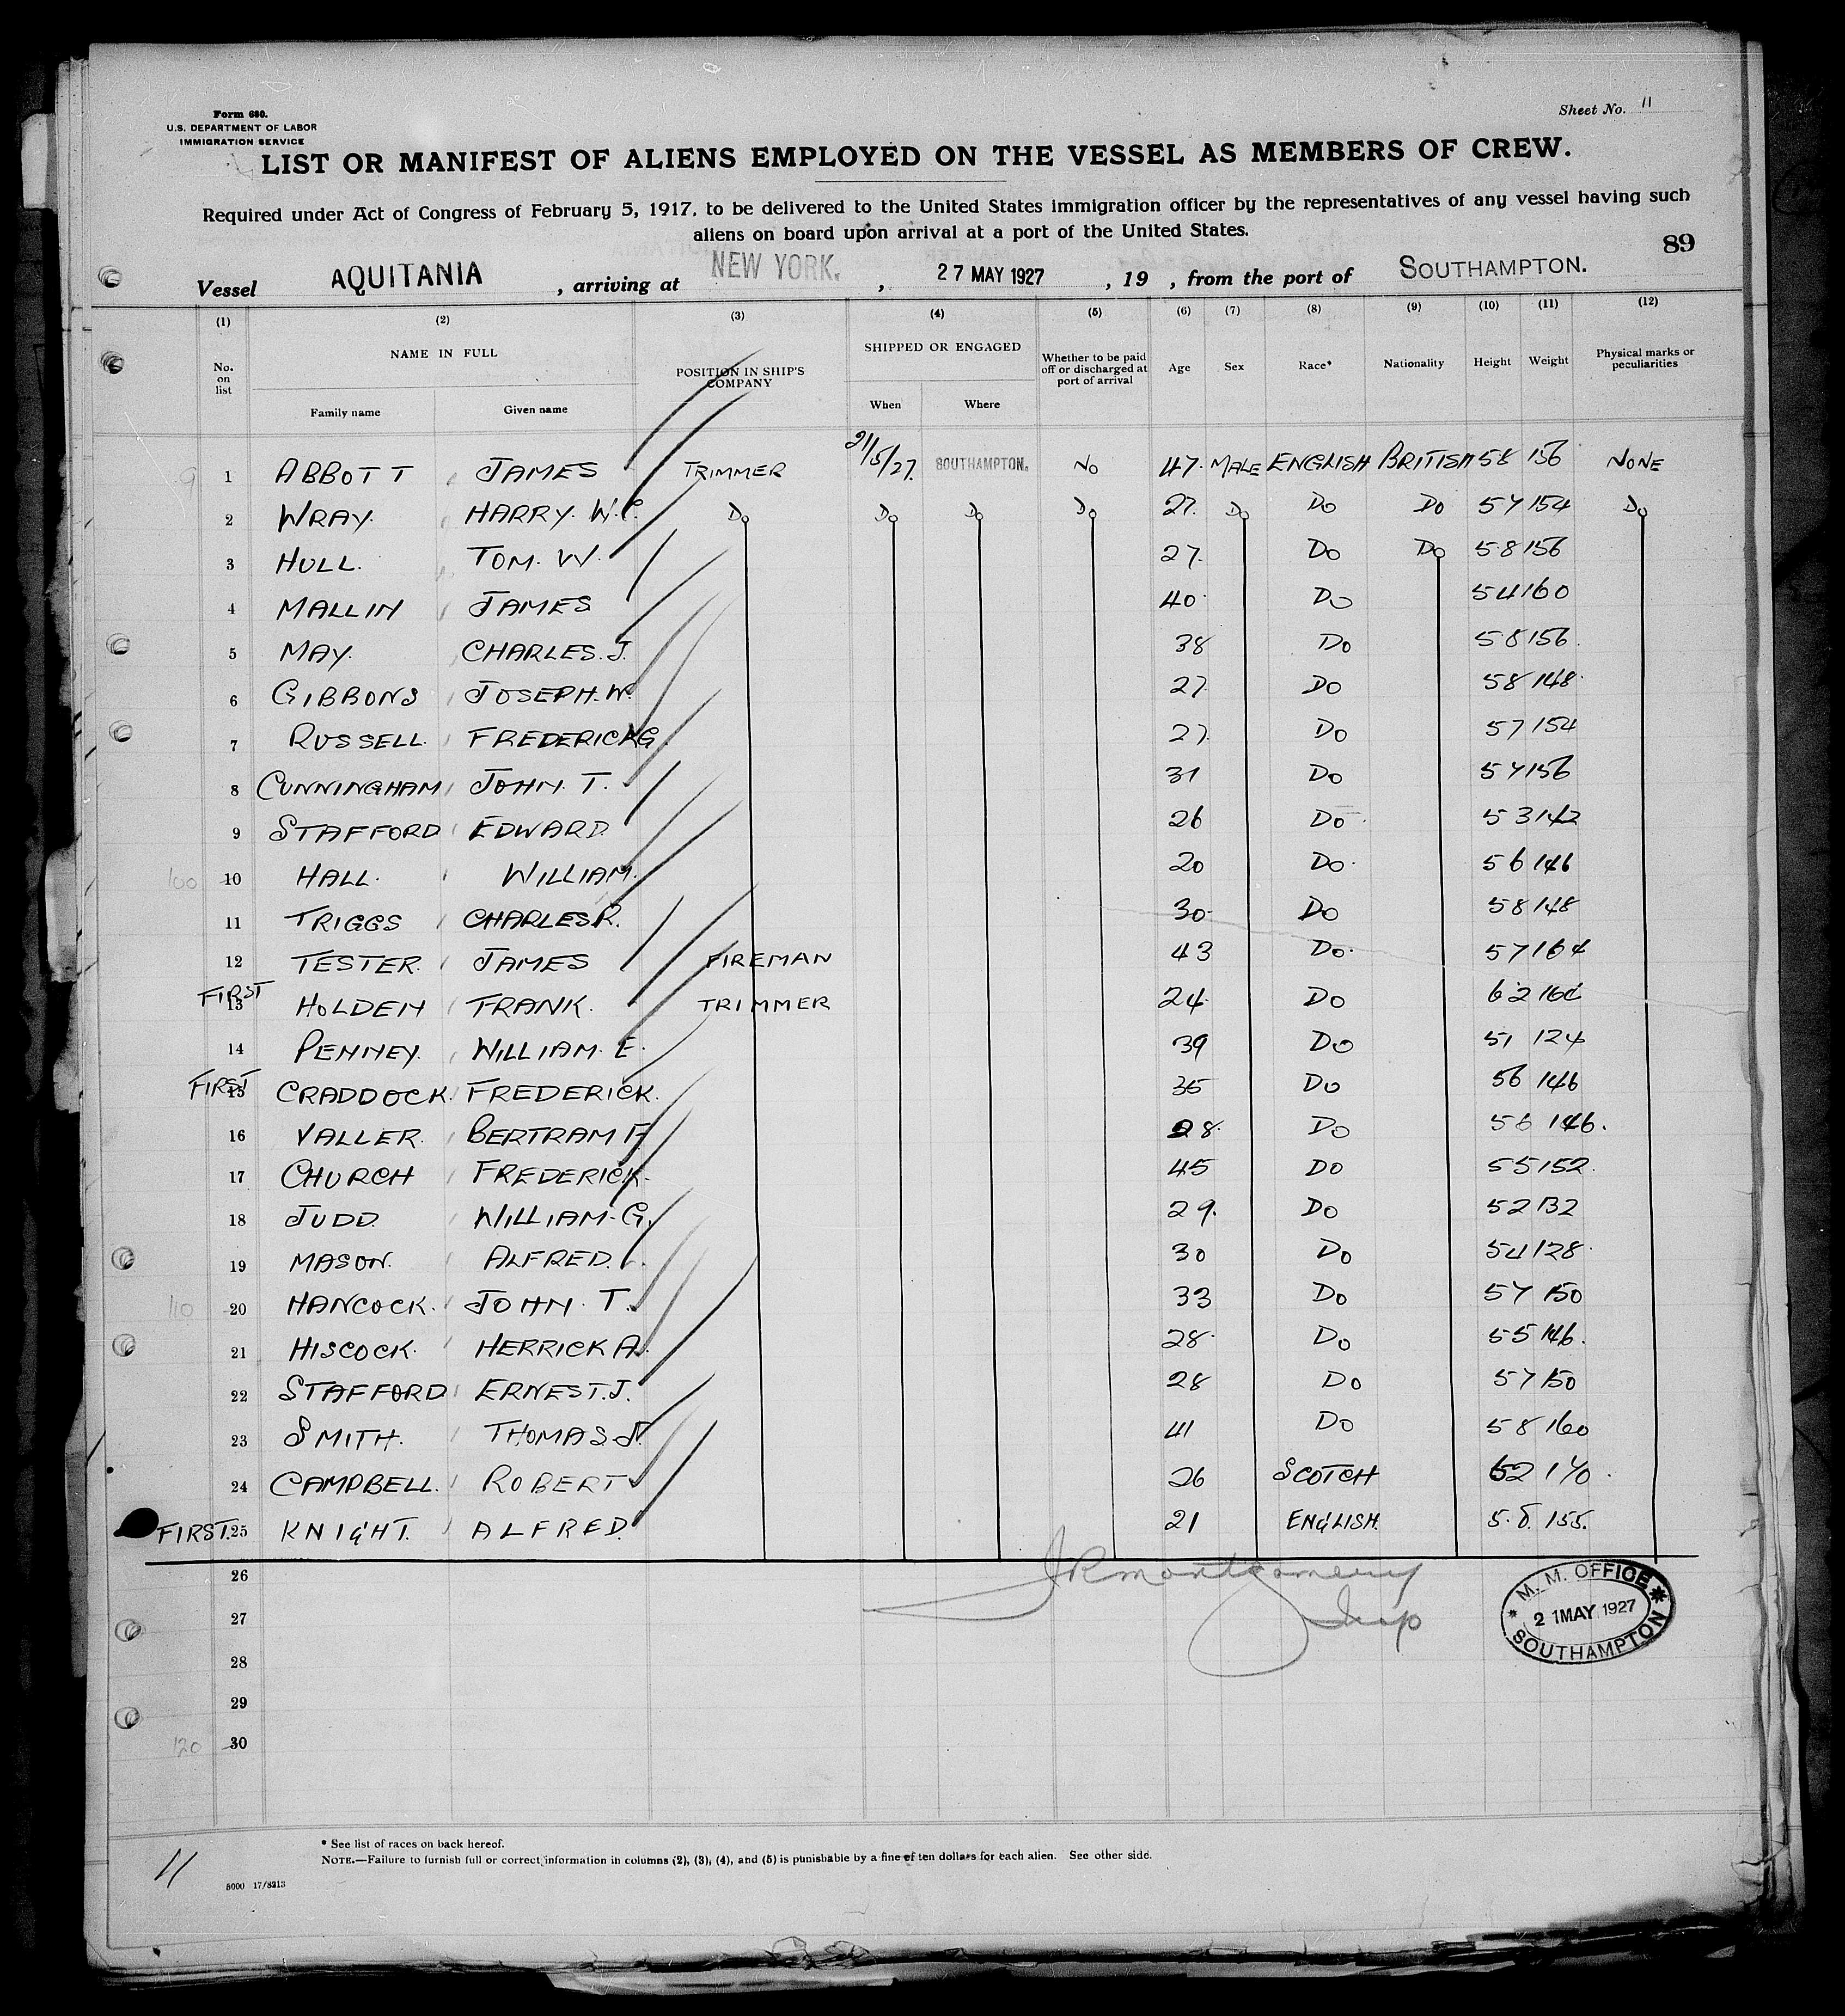 Form 680.
U.S. DEPARTMENT OF LABOR
IMMIGRATION SERVICE
Sheet No. 11
LIST OR MANIFEST OF ALIENS EMPLOYED ON THE VESSEL AS MEMBERS OF CREW.
Required under Act of Congress of February 5, 1917, to be delivered to the United States immigration officer by the representatives of any vessel having such
aliens on board upon arrival at a port of the United States.
89
Vessel AQUITANIA , arriving at NEW YORK. , 27 MAY 1927 , 19 , from the port of SOUTHAMPTON.
(1) (2) (3) (4) (5) (6) (7) (8) (9) (10) (11) (12)
No. on list NAME IN FULL Family name Given name POSITION IN SHIP'S COMPANY SHIPPED OR ENGAGED When Where Whether to be paid off or discharged at port of arrival Age Sex Race* Nationality Height Weight Physical marks or peculiarities
1 ABBOTT JAMES TRIMMER 21/5/27. SOUTHAMPTON. NO 47. MALE ENGLISH BRITISH 58 156 NONE
2 WRAY. HARRY. W. Do Do Do Do 27. Do Do Do 57 154 Do
3 HULL. TOM. W. 27. Do Do 58 156
4 MALLIN JAMES 40 Do 54 160
5 MAY. CHARLES. J. 38 Do 58 156
6 GIBBONS JOSEPH. W. 27 Do 58 148
7 RUSSELL. FREDERICK G. 27 Do 57 154
8 CUNNINGHAM JOHN T. 31 Do 57 156
9 STAFFORD EDWARD. 26 Do 53 142
100 10 HALL. WILLIAM. 20 Do 56 146
11 TRIGGS CHARLES R. 30 Do 58 148
12 TESTER. JAMES FIREMAN 43 Do 57 164
FIRST 13 HOLDEN FRANK. TRIMMER 24 Do 62
14 PENNEY. WILLIAM. E. 39 Do 51 124
FIRST 15 CRADDOCK. FREDERICK. 35 Do 56 146
16 VALLER. BERTRAM F. 28. Do 56 146.
17 CHURCH FREDERICK. 45 Do 55 152.
18 JUDD. WILLIAM. G. 29. Do 52 132
19 MASON. ALFRED. 30 Do 54 128
110 20 HANCOCK. JOHN. T. 33 Do 57 150
21 HISCOCK. HERRICK A. 28 Do 55 146.
22 STAFFORD ERNEST. J. 28 Do 57 150
23 SMITH. THOMAS J. 41 Do 58 160
24 CAMPBELL. ROBERT 26 SCOTCH 62 170
FIRST. 25 KNIGHT. ALFRED. 21 ENGLISH. 5.8. 155.
26
JRMontgomery
27
Insp
M. M. OFFICE
21 MAY 1927
SOUTHAMPTON
28
29
120 30
* See list of races on back hereof.
NOTE.—Failure to furnish full or correct information in columns (2), (3), (4), and (5) is punishable by a fine of ten dollars for each alien. See other side.
11
5000 17/8213